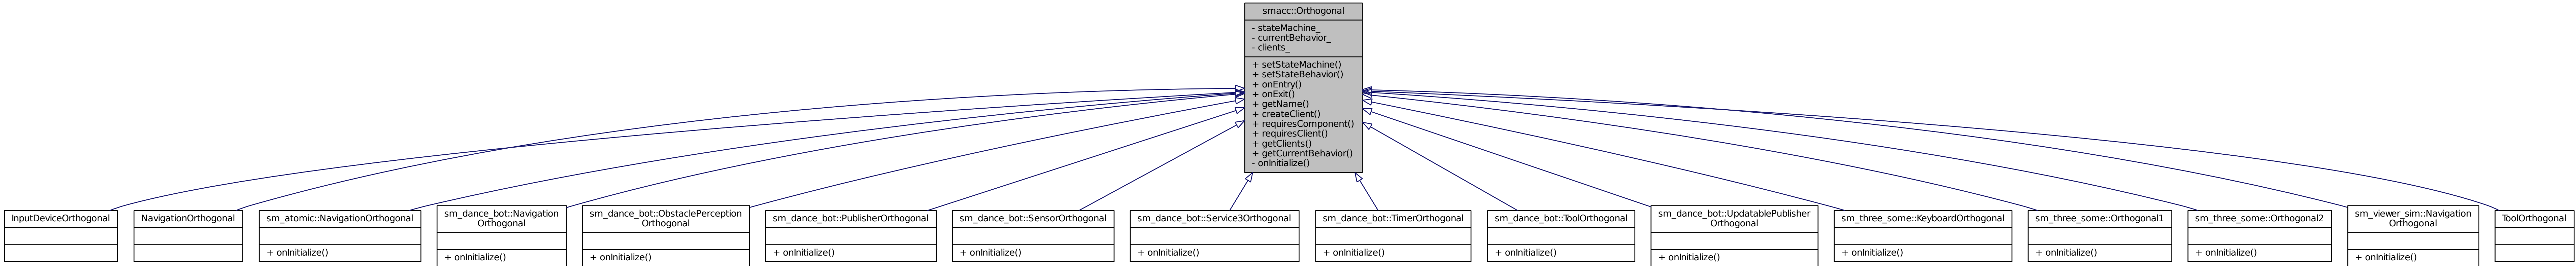 smacc::Orthogonal
- stateMachine_
- currentBehavior_
- clients_
+ setStateMachine()
+ setStateBehavior()
+ onEntry()
+ onExit()
+ getName()
+ createClient()
+ requiresComponent()
+ requiresClient()
+ getClients()
+ getCurrentBehavior()
- onInitialize()
InputDeviceOrthogonal
NavigationOrthogonal
sm_atomic::NavigationOrthogonal
+ onInitialize()
sm_dance_bot::Navigation
Orthogonal
+ onInitialize()
sm_dance_bot::ObstaclePerception
Orthogonal
+ onInitialize()
sm_dance_bot::PublisherOrthogonal
+ onInitialize()
sm_dance_bot::SensorOrthogonal
+ onInitialize()
sm_dance_bot::Service3Orthogonal
+ onInitialize()
sm_dance_bot::TimerOrthogonal
+ onInitialize()
sm_dance_bot::ToolOrthogonal
+ onInitialize()
sm_dance_bot::UpdatablePublisher
Orthogonal
+ onInitialize()
sm_three_some::KeyboardOrthogonal
+ onInitialize()
sm_three_some::Orthogonal1
+ onInitialize()
sm_three_some::Orthogonal2
+ onInitialize()
sm_viewer_sim::Navigation
Orthogonal
+ onInitialize()
ToolOrthogonal